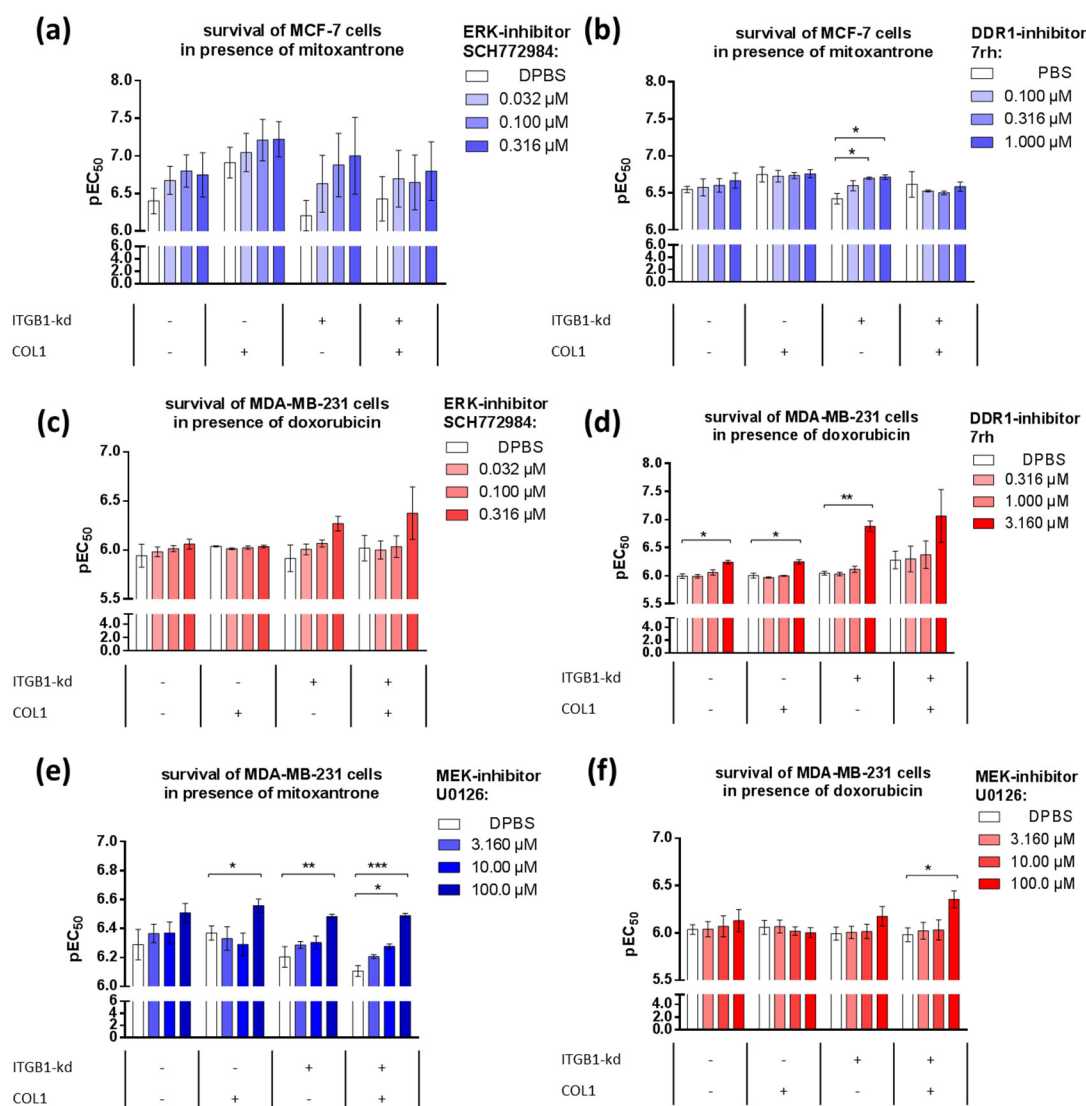 (a)
survival of MCF-7 cells
in presence of mitoxantrone
ERK-inhibitor
SCH772984:
DPBS
0.032 µM
0.100 µM
0.316 µM
pEC50
8.0
7.5
7.0
6.5
6.0
6.0
4.0
2.0
0.0
ITGB1-kd - - + +
COL1 - + - +
(b)
survival of MCF-7 cells
in presence of mitoxantrone
DDR1-inhibitor
7rh:
PBS
0.100 µM
0.316 µM
1.000 µM
pEC50
8.0
7.5
7.0
6.5
6.0
6.0
4.0
2.0
0.0
*
*
ITGB1-kd - - + +
COL1 - + - +
(c)
survival of MDA-MB-231 cells
in presence of doxorubicin
ERK-inhibitor
SCH772984:
DPBS
0.032 µM
0.100 µM
0.316 µM
pEC50
7.0
6.5
6.0
5.5
4.0
2.0
0.0
ITGB1-kd - - + +
COL1 - + - +
(d)
survival of MDA-MB-231 cells
in presence of doxorubicin
DDR1-inhibitor
7rh
DPBS
0.316 µM
1.000 µM
3.160 µM
pEC50
8.0
7.5
7.0
6.5
6.0
5.5
4.0
2.0
0.0
* * **
ITGB1-kd - - + +
COL1 - + - +
(e)
survival of MDA-MB-231 cells
in presence of mitoxantrone
MEK-inhibitor
U0126:
DPBS
3.160 µM
10.00 µM
100.0 µM
pEC50
7.0
6.8
6.6
6.4
6.2
6.0
6
4
2
0
* ** ***
*
ITGB1-kd - - + +
COL1 - + - +
(f)
survival of MDA-MB-231 cells
in presence of doxorubicin
MEK-inhibitor
U0126:
DPBS
3.160 µM
10.00 µM
100.0 µM
pEC50
7.0
6.5
6.0
5.5
4.0
2.0
0.0
*
ITGB1-kd - - + +
COL1 - + - +